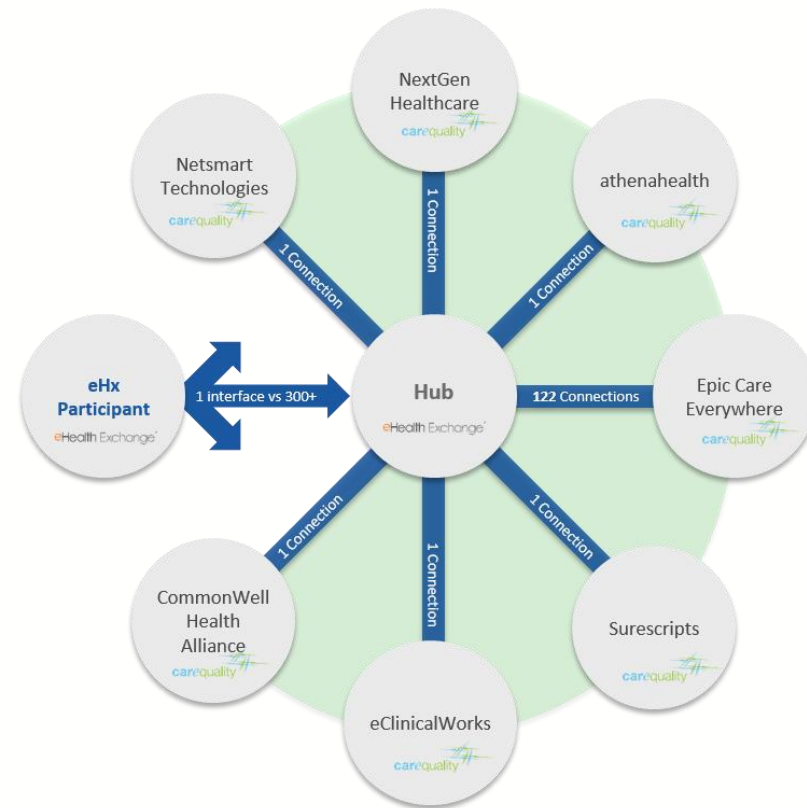 NextGen
Healthcare
carequality
Netsmart
Technologies
carequality
athenahealth
carequality
1 Connection
1 Connection
1 Connection
eHx
Participant
eHealth Exchange
1 interface vs 300+
Hub
eHealth Exchange
122 Connections
Epic Care
Everywhere
carequality
1 Connection
1 Connection
1 Connection
CommonWell
Health
Alliance
carequality
Surescripts
carequality
eClinicalWorks
carequality